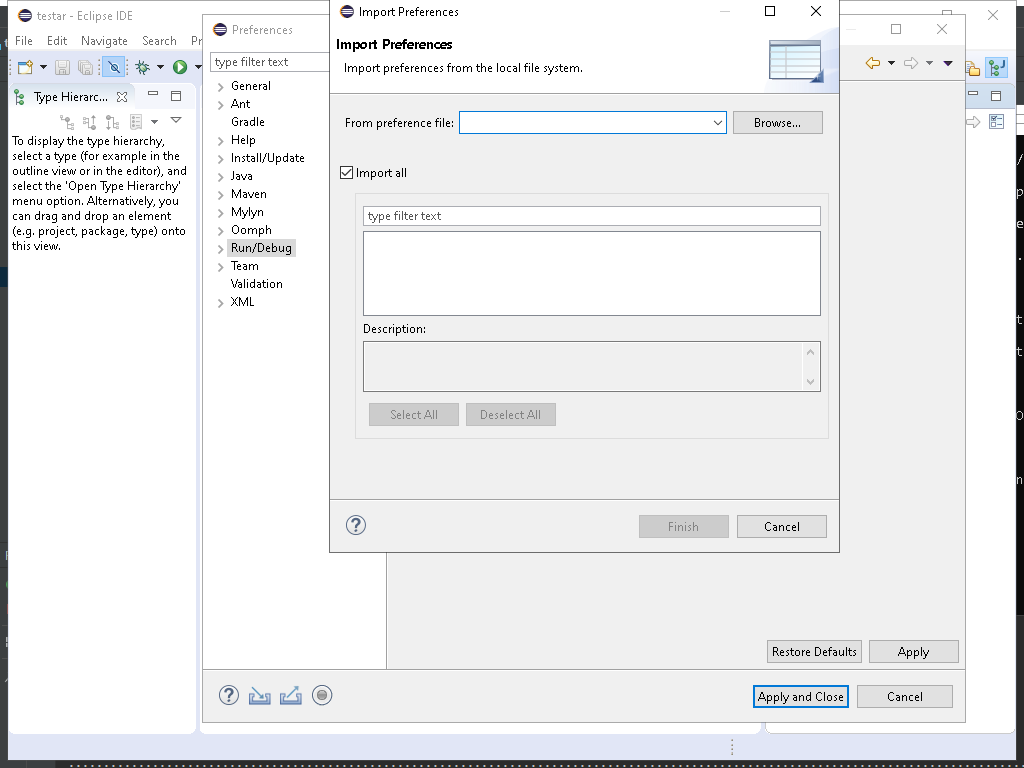 testar - Eclipse IDE
File Edit Navigate Search Pr
Type Hierarc...
To display the type hierarchy,
select a type (for example in the
outline view or in the editor), and
select the 'Open Type Hierarchy'
menu option. Alternatively, you
can drag and drop an element
(e.g. project, package, type) onto
this view.
Preferences
type filter text
General
Ant
Gradle
Help
Install/Update
Java
Maven
Mylyn
Oomph
Run/Debug
Team
Validation
XML
Import Preferences
Import Preferences
Import preferences from the local file system.
From preference file:
Browse...
Import all
type filter text
Description:
Select All
Deselect All
Finish
Cancel
Restore Defaults
Apply
Apply and Close
Cancel